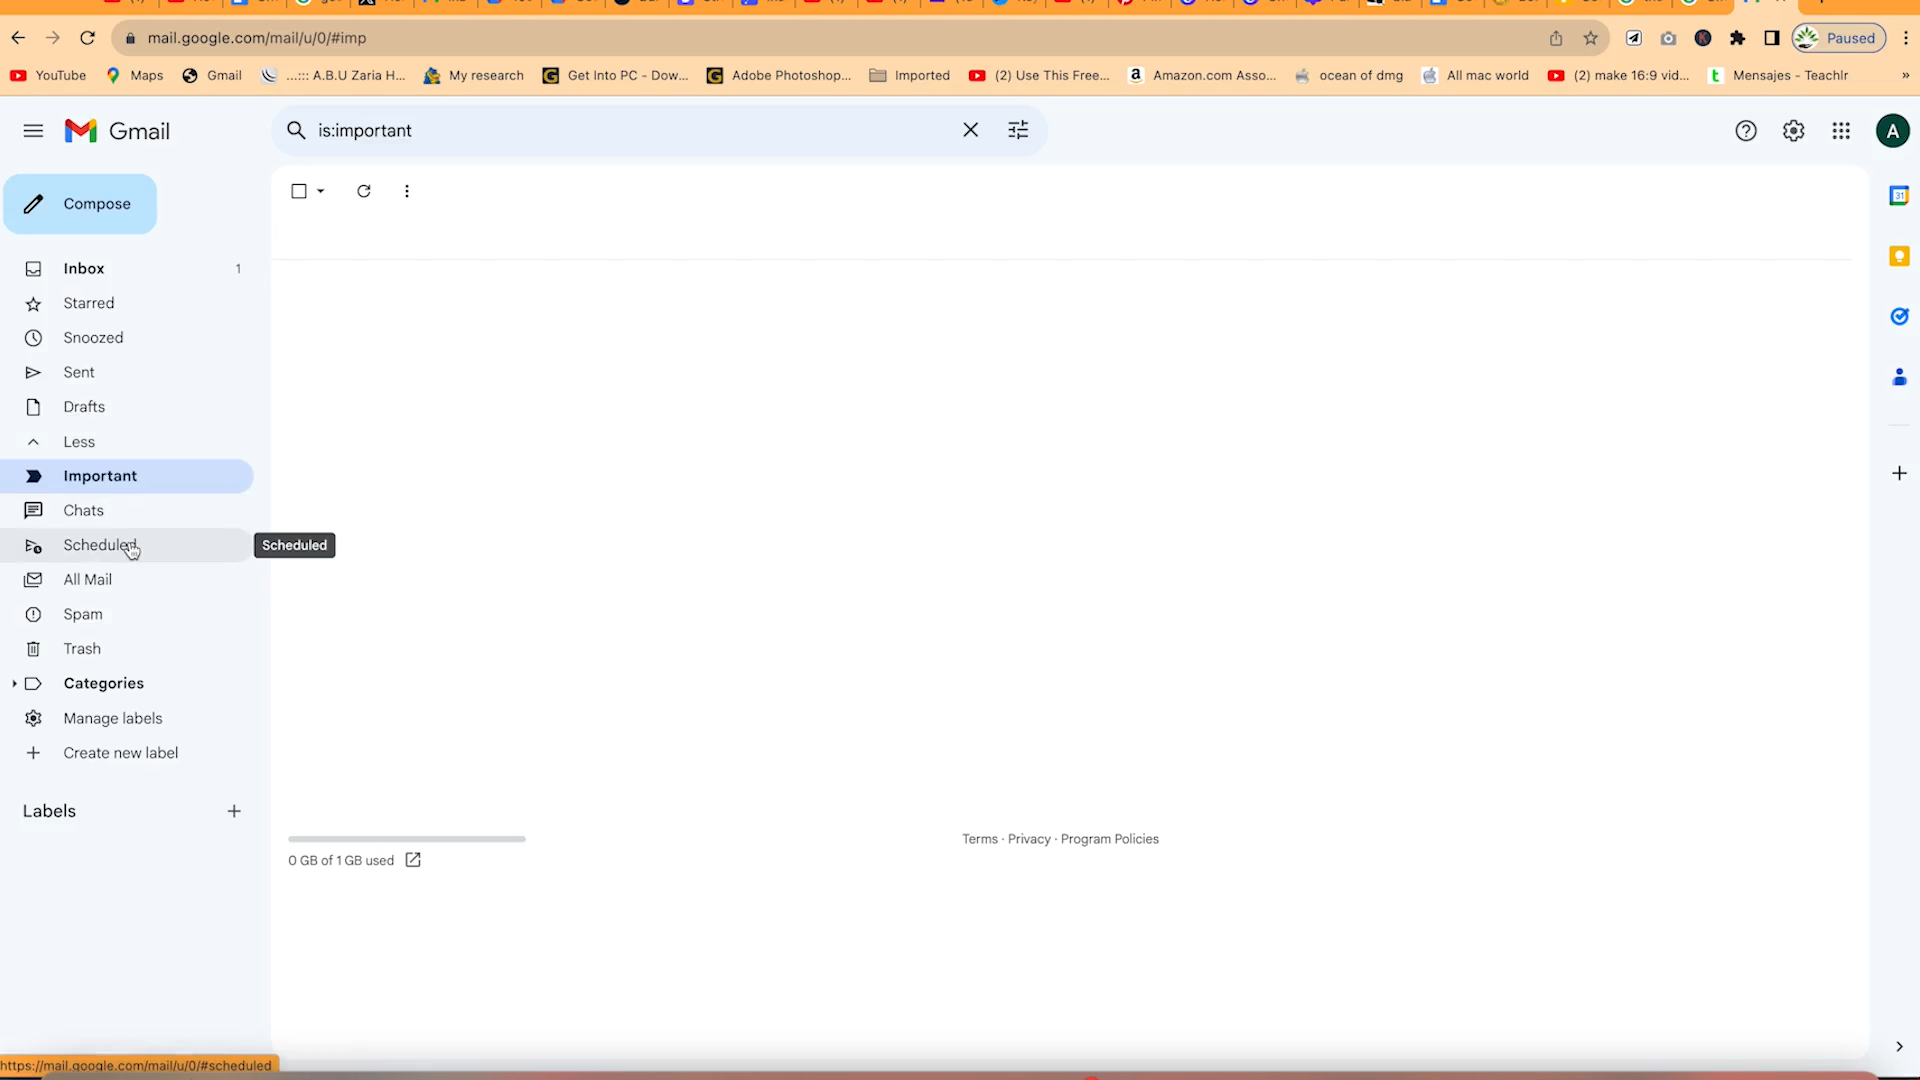 mail.google.com/mail/u/0/#imp
Paused
YouTube
Maps
Gmail
...::: A.B.U Zaria H...
My research
Get Into PC - Dow...
Adobe Photoshop...
Imported
(2) Use This Free...
Amazon.com Asso...
ocean of dmg
All mac world
(2) make 16:9 vid...
Mensajes - Teachlr
»
Gmail
is:important
A
Compose
Inbox 1
Starred
Snoozed
Sent
Drafts
Less
Important
Chats
Scheduled
Scheduled
All Mail
Spam
Trash
Categories
Manage labels
Create new label
Labels
31
Terms · Privacy · Program Policies
0 GB of 1 GB used
https://mail.google.com/mail/u/0/#scheduled